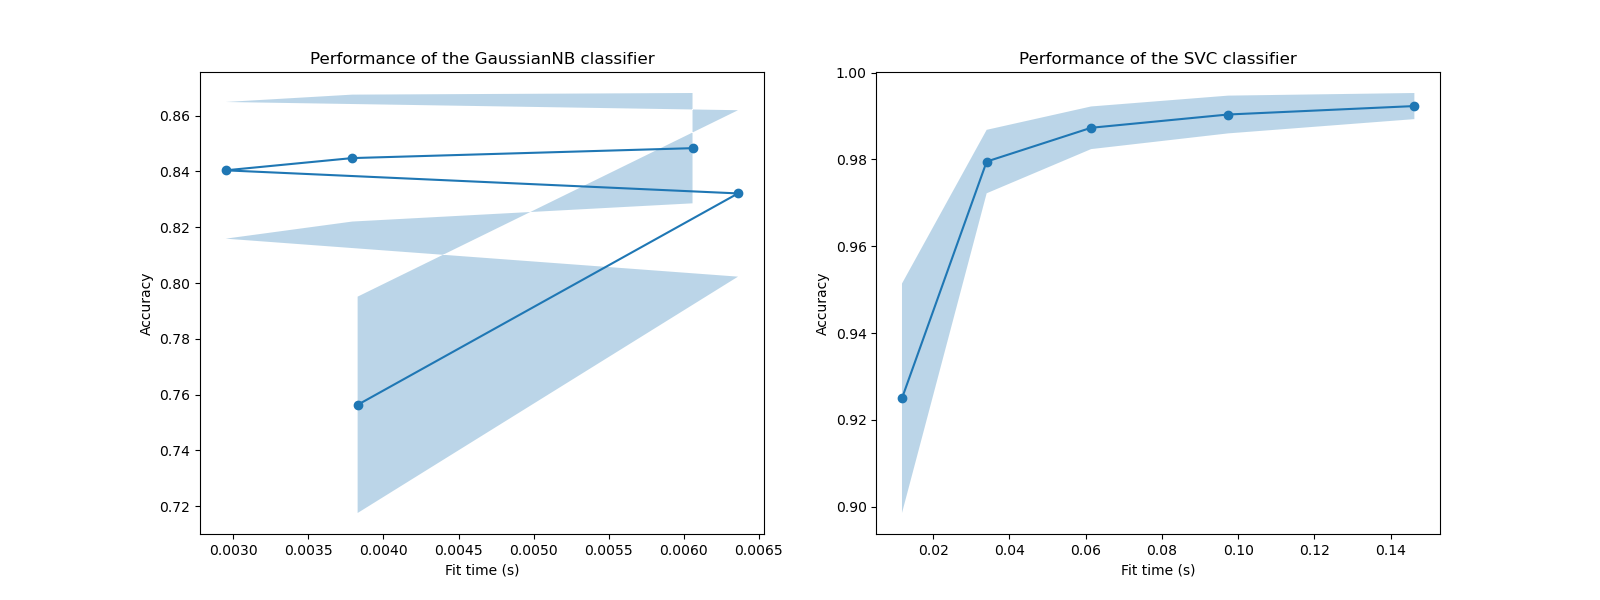 Performance of the GaussianNB classifier
Accuracy
0.86
0.84
0.82
0.80
0.78
0.76
0.74
0.72
0.0030 0.0035 0.0040 0.0045 0.0050 0.0055 0.0060 0.0065
Fit time (s)
Performance of the SVC classifier
Accuracy
1.00
0.98
0.96
0.94
0.92
0.90
0.02 0.04 0.06 0.08 0.10 0.12 0.14
Fit time (s)